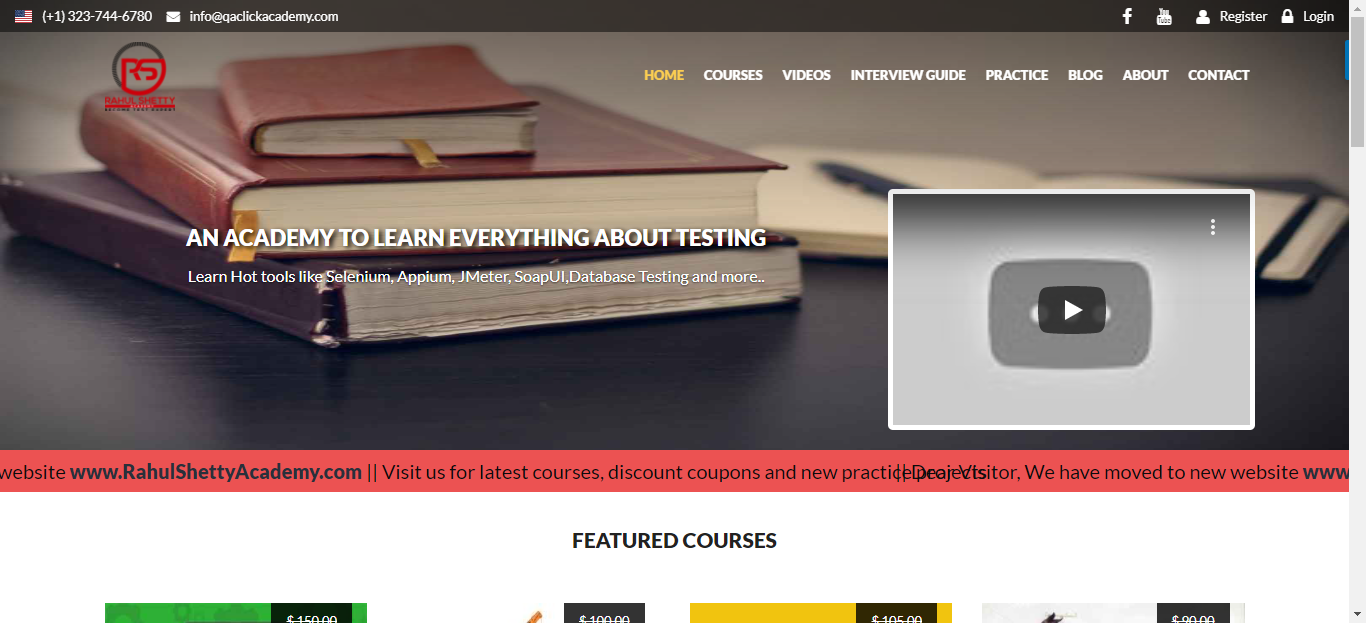 (+1) 323-744-6780 info@qaclickacademy.com Register Login
RAHUL SHETTY
HOME COURSES VIDEOS INTERVIEW GUIDE PRACTICE BLOG ABOUT CONTACT
AN ACADEMY TO LEARN EVERYTHING ABOUT TESTING
Learn Hot tools like Selenium, Appium, JMeter, SoapUI,Database Testing and more..
website www.RahulShettyAcademy.com || Visit us for latest courses, discount coupons and new practice Projects || Dear Visitor, We have moved to new website www
FEATURED COURSES
$ 150.00 $ 100.00 $ 105.00 $ 90.00